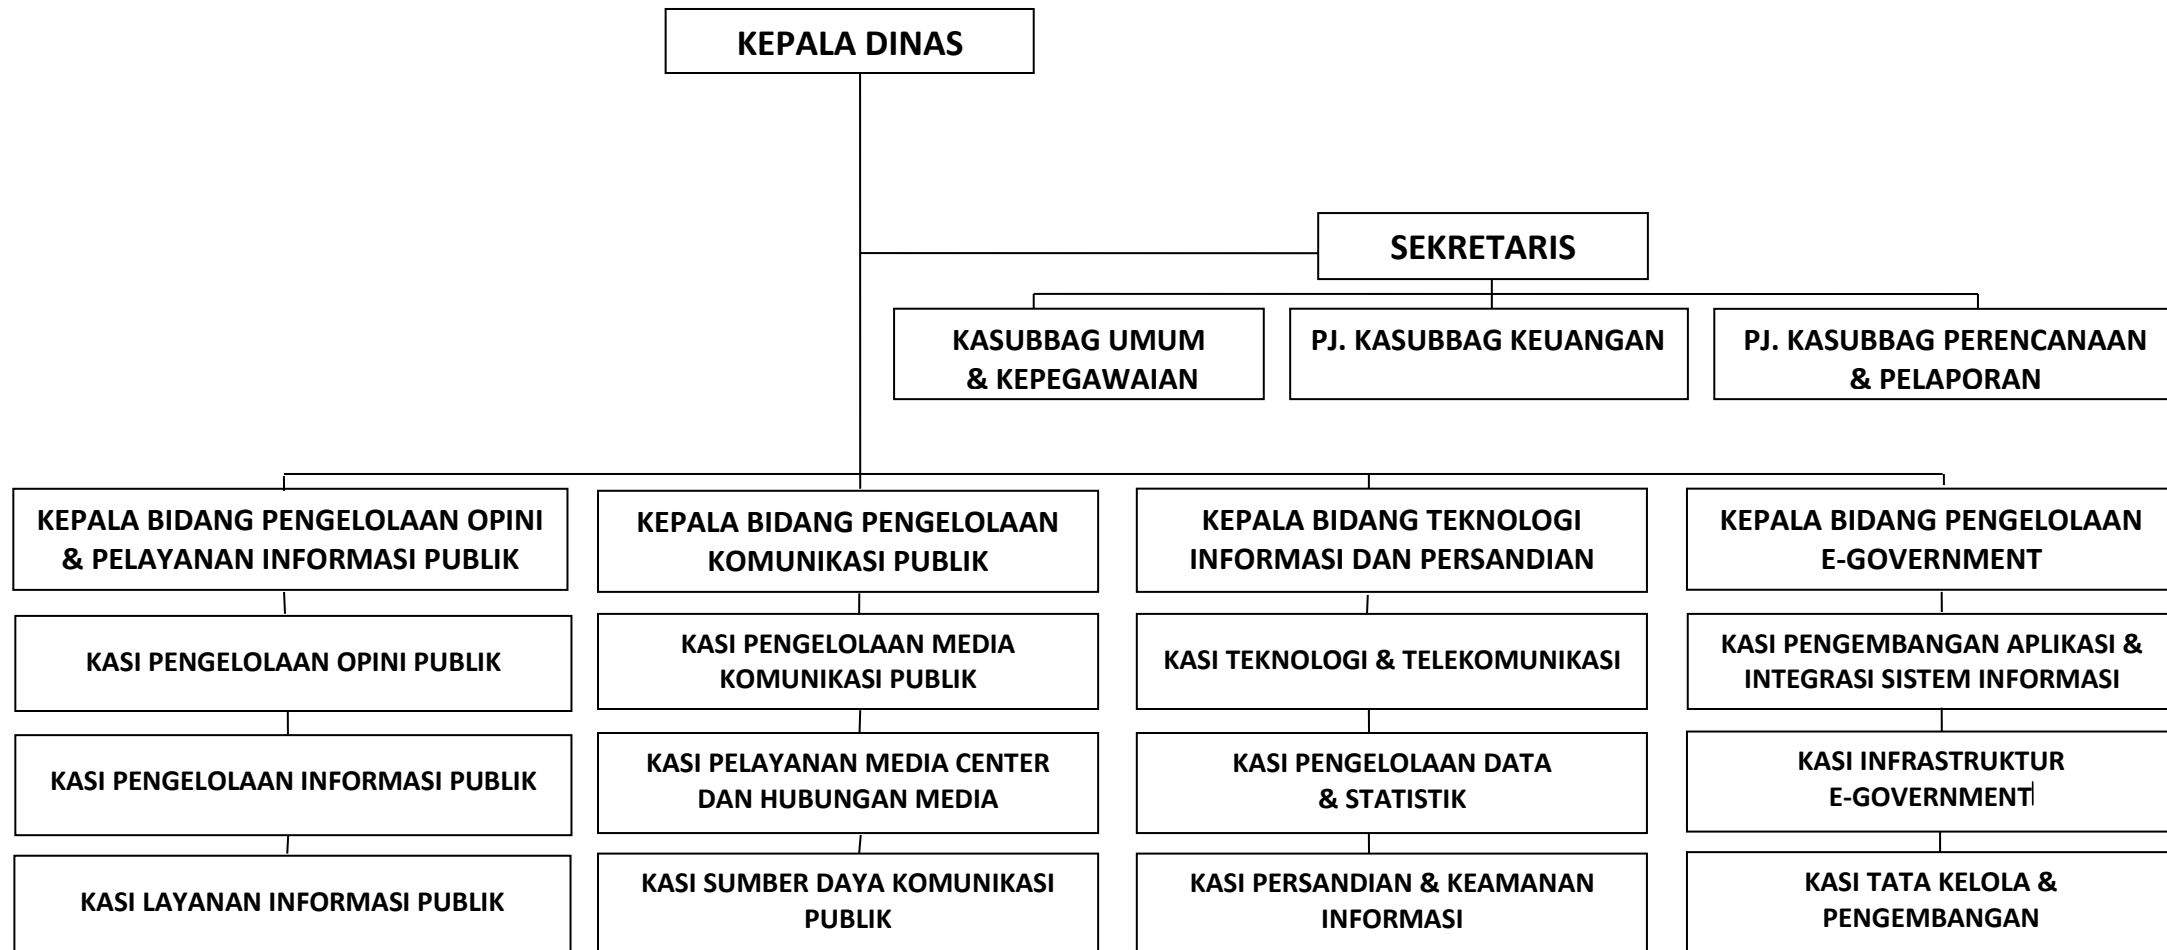 KEPALA DINAS
SEKRETARIS
KASUBBAG UMUM
& KEPEGAWAIAN
PJ. KASUBBAG KEUANGAN
PJ. KASUBBAG PERENCANAAN
& PELAPORAN
KEPALA BIDANG PENGELOLAAN OPINI
& PELAYANAN INFORMASI PUBLIK
KEPALA BIDANG PENGELOLAAN
KOMUNIKASI PUBLIK
KEPALA BIDANG TEKNOLOGI
INFORMASI DAN PERSANDIAN
KEPALA BIDANG PENGELOLAAN
E-GOVERNMENT
KASI PENGELOLAAN OPINI PUBLIK
KASI PENGELOLAAN MEDIA
KOMUNIKASI PUBLIK
KASI TEKNOLOGI & TELEKOMUNIKASI
KASI PENGEMBANGAN APLIKASI &
INTEGRASI SISTEM INFORMASI
KASI PENGELOLAAN INFORMASI PUBLIK
KASI PELAYANAN MEDIA CENTER
DAN HUBUNGAN MEDIA
KASI PENGELOLAAN DATA
& STATISTIK
KASI INFRASTRUKTUR
E-GOVERNMENT
KASI LAYANAN INFORMASI PUBLIK
KASI SUMBER DAYA KOMUNIKASI
PUBLIK
KASI PERSANDIAN & KEAMANAN
INFORMASI
KASI TATA KELOLA &
PENGEMBANGAN